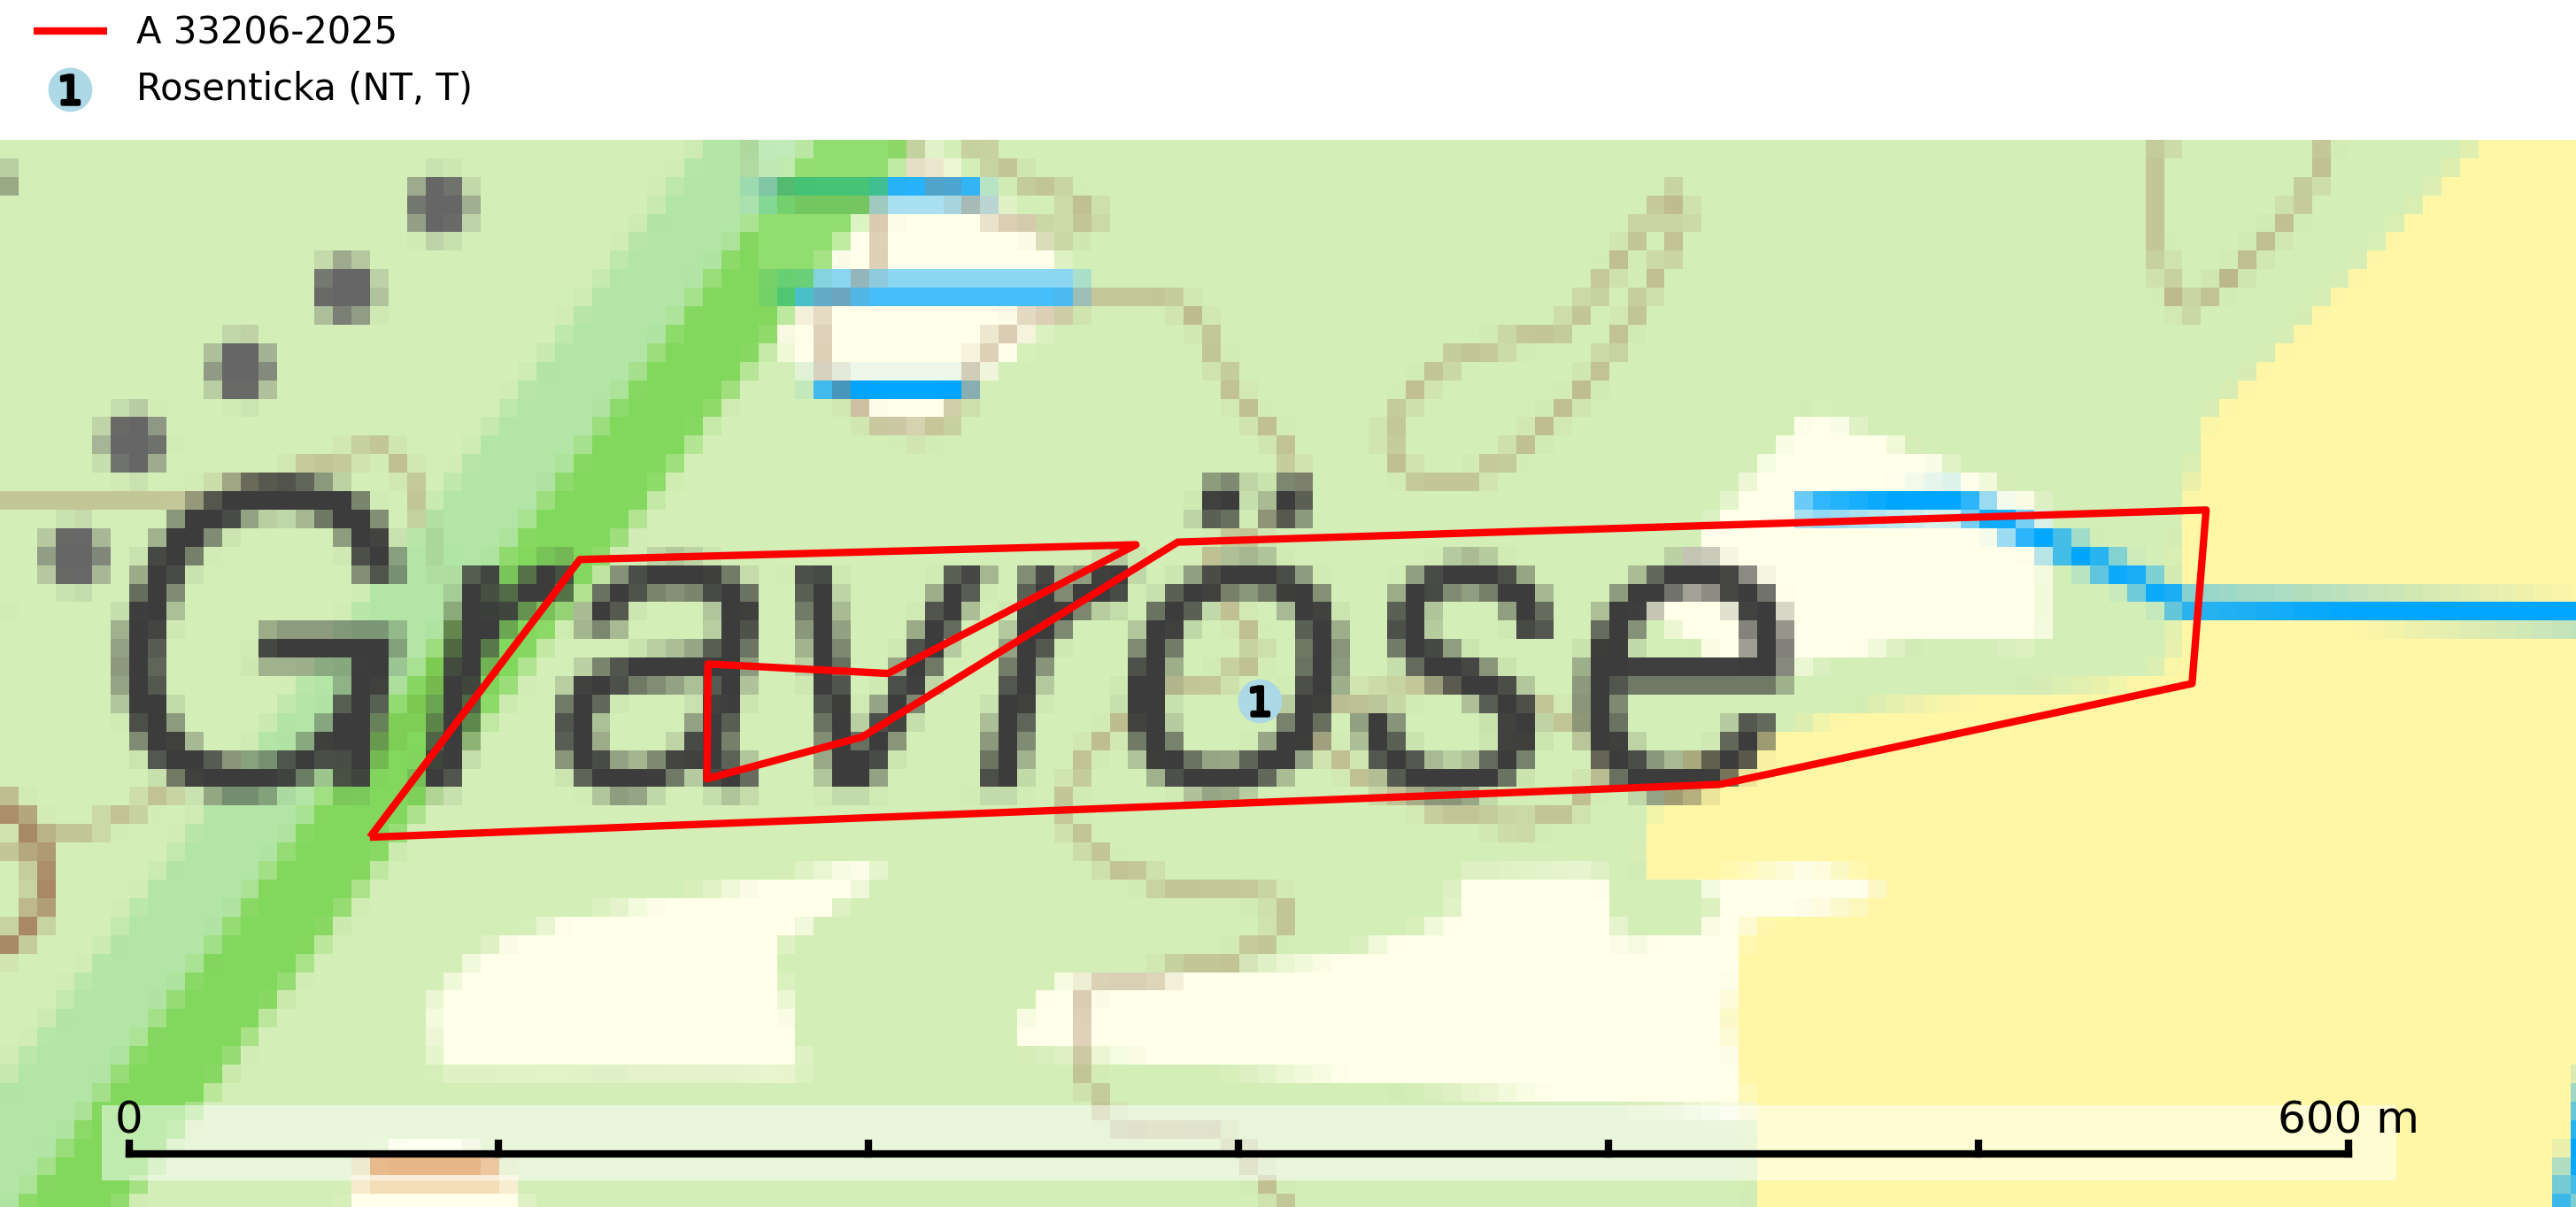 A 33206-2025
1 Rosenticka (NT, T)
Gravröse
1
0 600 m